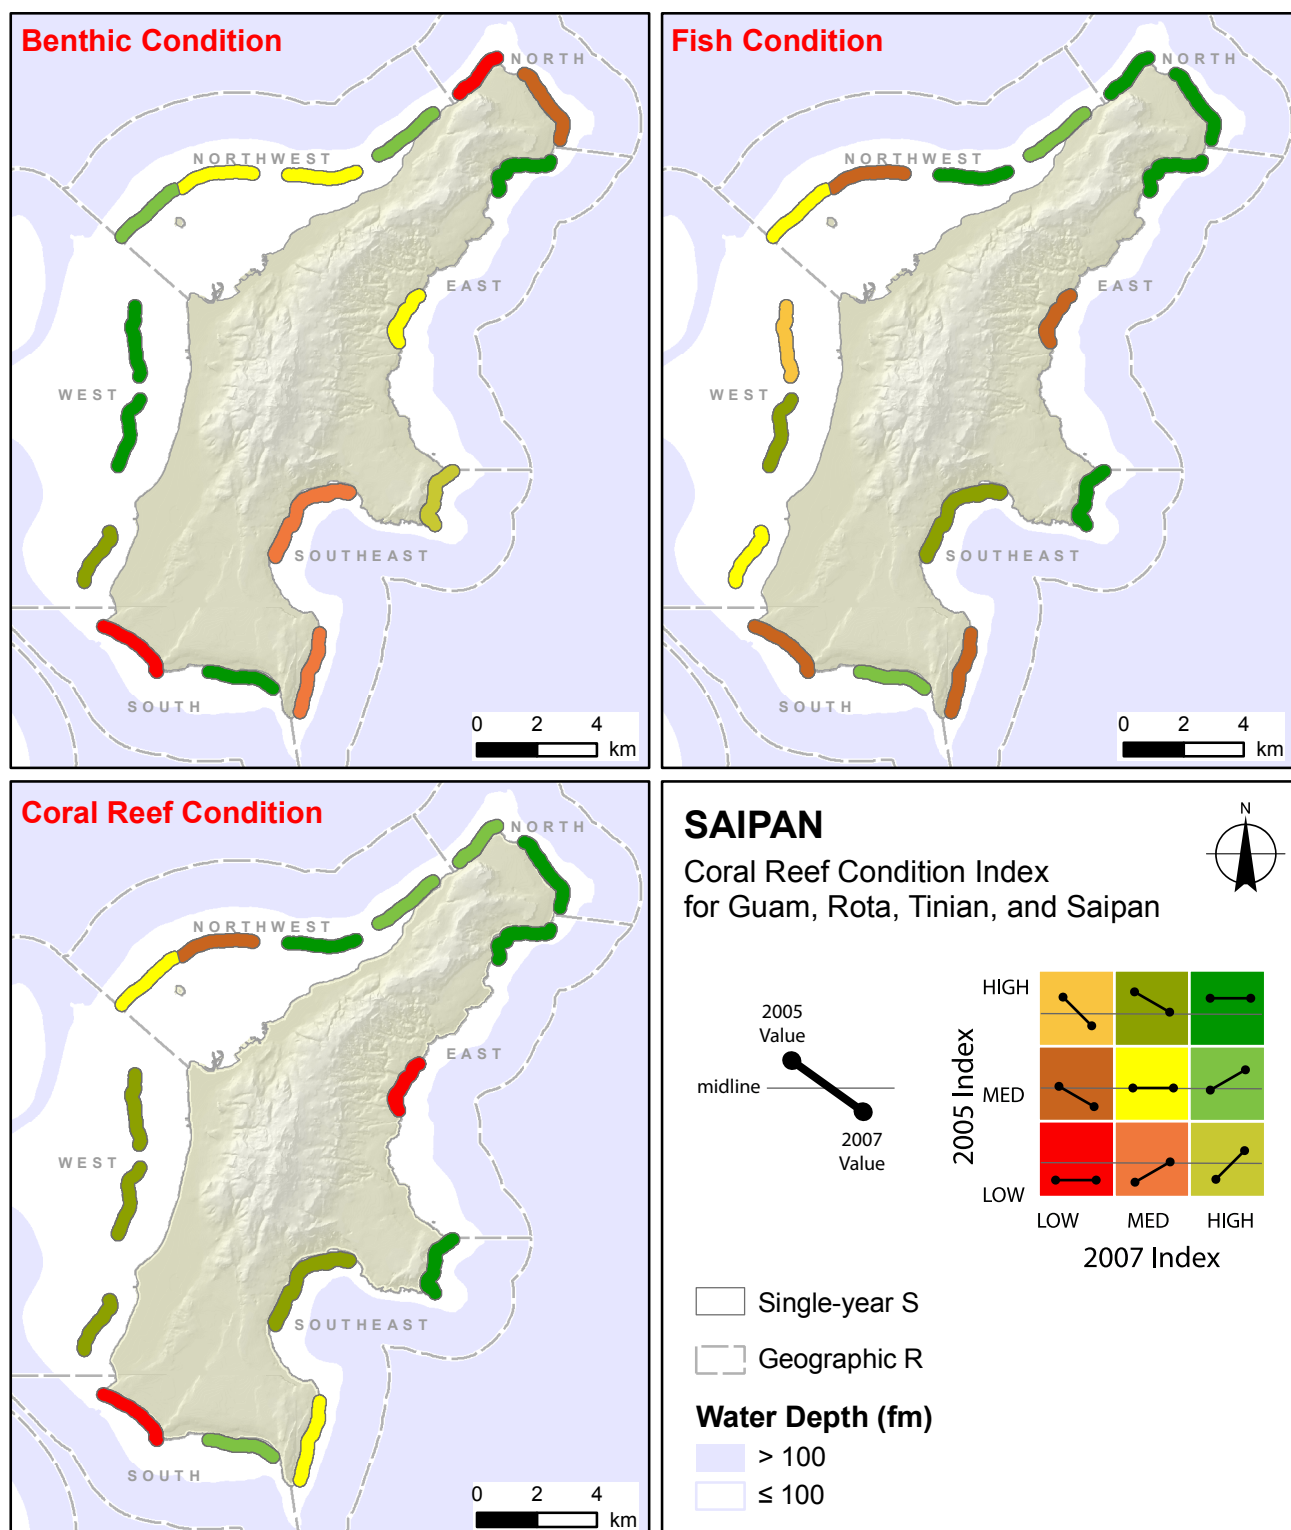 Benthic Condition
NORTH
NORTHWEST
EAST
WEST
SOUTHEAST
SOUTH
0 2 4
km
Fish Condition
NORTH
NORTHWEST
EAST
WEST
SOUTHEAST
SOUTH
0 2 4
km
Coral Reef Condition
NORTH
NORTHWEST
EAST
WEST
SOUTHEAST
SOUTH
0 2 4
km
SAIPAN
N
Coral Reef Condition Index
for Guam, Rota, Tinian, and Saipan
2005
Value
midline
2007
Value
2005 Index
HIGH
MED
LOW
LOW MED HIGH
2007 Index
Single-year S
Geographic R
Water Depth (fm)
> 100
≤ 100